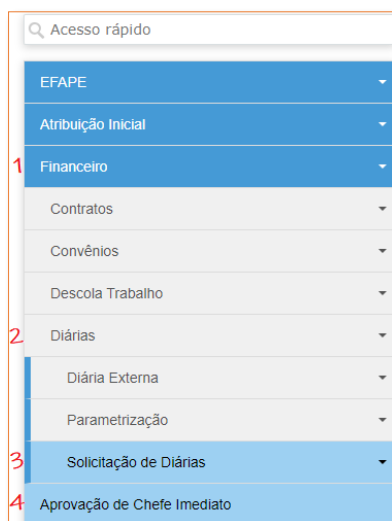 Acesso rápido
EFAPE
Atribuição Inicial
1 Financeiro
Contratos
Convênios
Descola Trabalho
2 Diárias
Diária Externa
Parametrização
3 Solicitação de Diárias
4 Aprovação de Chefe Imediato